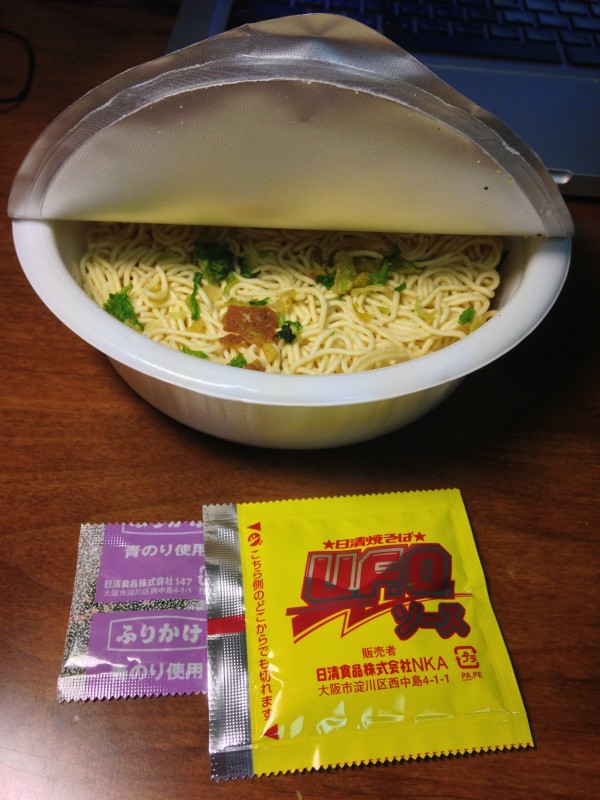 青のり使用
日清食品株式会社 147
大阪市淀川区西中島4-1-1
ふりかけ
青のり使用
こちら側のどこからでも切れます
★日清焼そば★
U.F.O.
ソース
販売者
日清食品株式会社NKA
大阪市淀川区西中島4-1-1
プラ
PA,PE